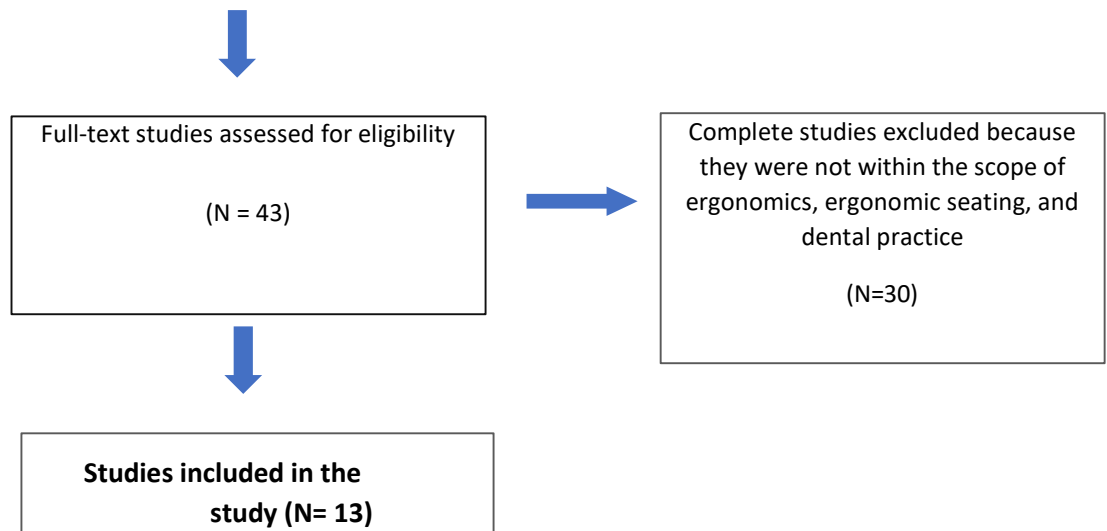 Full-text studies assessed for eligibility
(N = 43)
Complete studies excluded because
they were not within the scope of
ergonomics, ergonomic seating, and
dental practice
(N=30)
Studies included in the
study (N= 13)